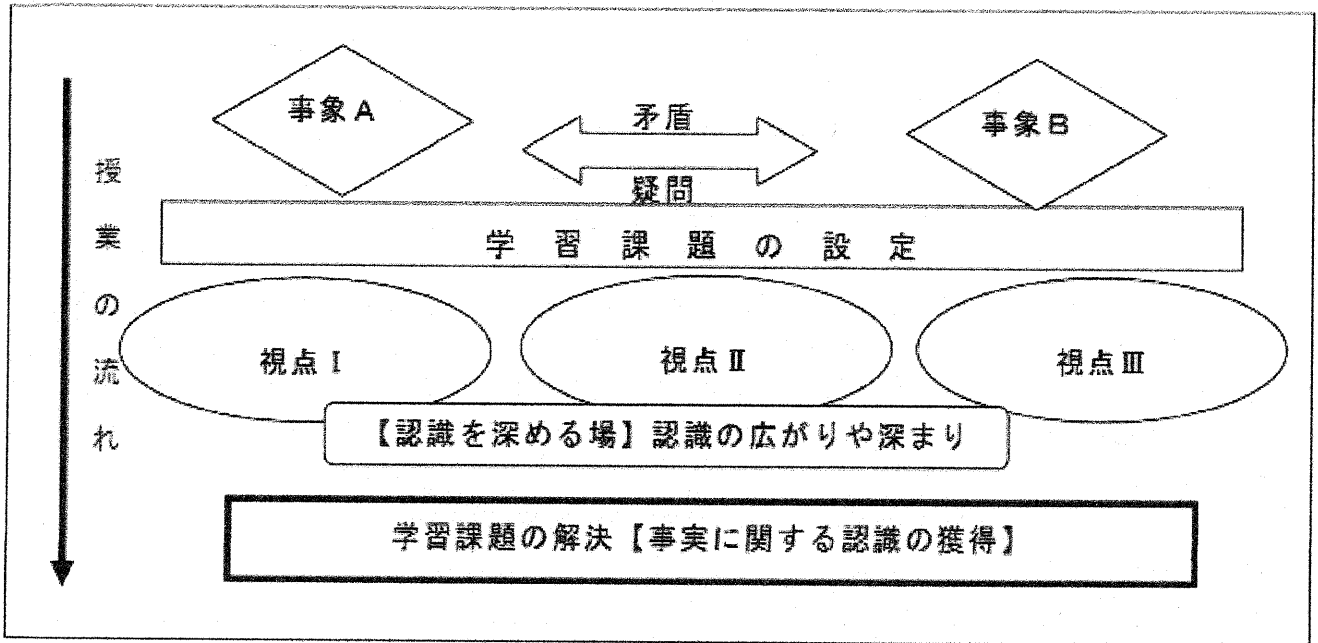 事象A
矛盾
事象B
疑問
学習課題の設定
視点Ⅰ
視点Ⅱ
視点Ⅲ
【認識を深める場】認識の広がりや深まり
学習課題の解決【事実に関する認識の獲得】
授業の流れ